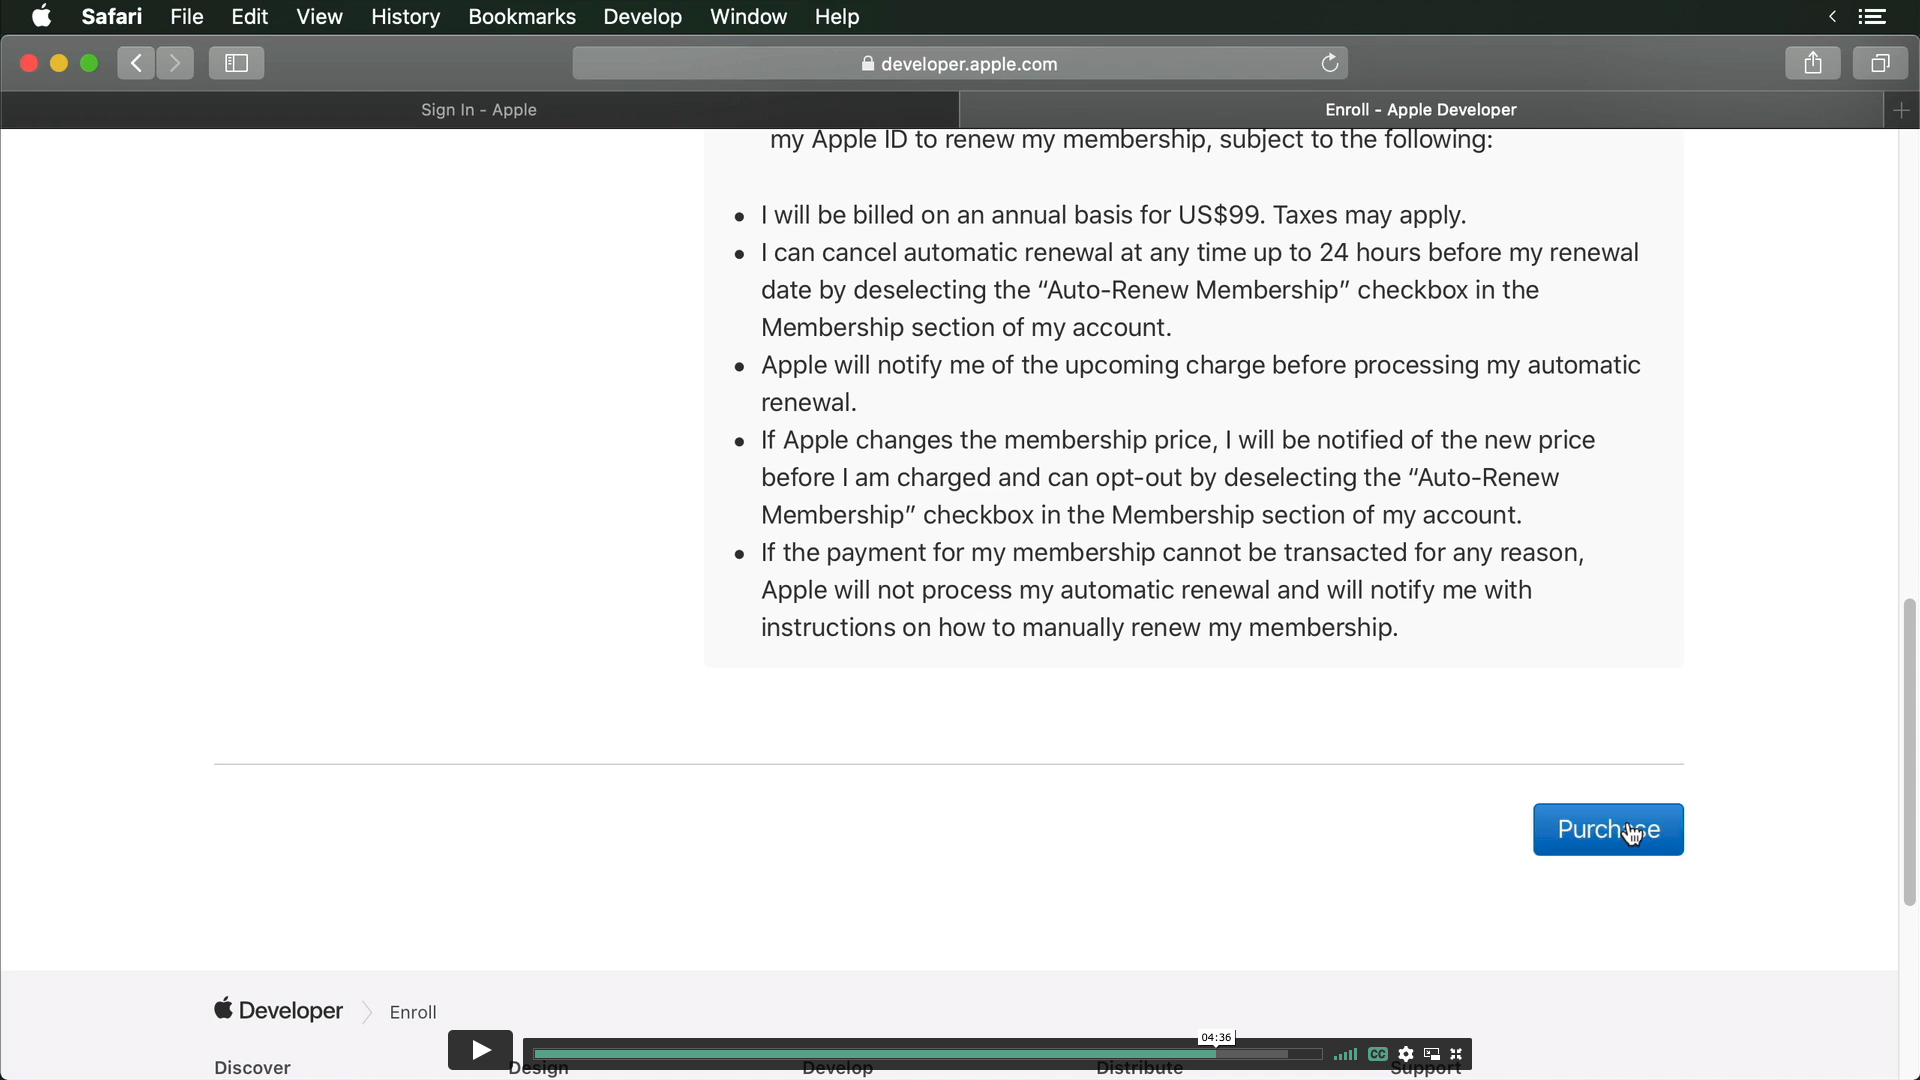 Safari File Edit View History Bookmarks Develop Window Help
developer.apple.com
Sign In - Apple
Enroll - Apple Developer
my Apple ID to renew my membership, subject to the following:
• I will be billed on an annual basis for US$99. Taxes may apply.
• I can cancel automatic renewal at any time up to 24 hours before my renewal
date by deselecting the “Auto-Renew Membership” checkbox in the
Membership section of my account.
• Apple will notify me of the upcoming charge before processing my automatic
renewal.
• If Apple changes the membership price, I will be notified of the new price
before I am charged and can opt-out by deselecting the “Auto-Renew
Membership” checkbox in the Membership section of my account.
• If the payment for my membership cannot be transacted for any reason,
Apple will not process my automatic renewal and will notify me with
instructions on how to manually renew my membership.
Purchase
Developer
Enroll
04:36
CC
Discover
Design
Develop
Distribute
Support